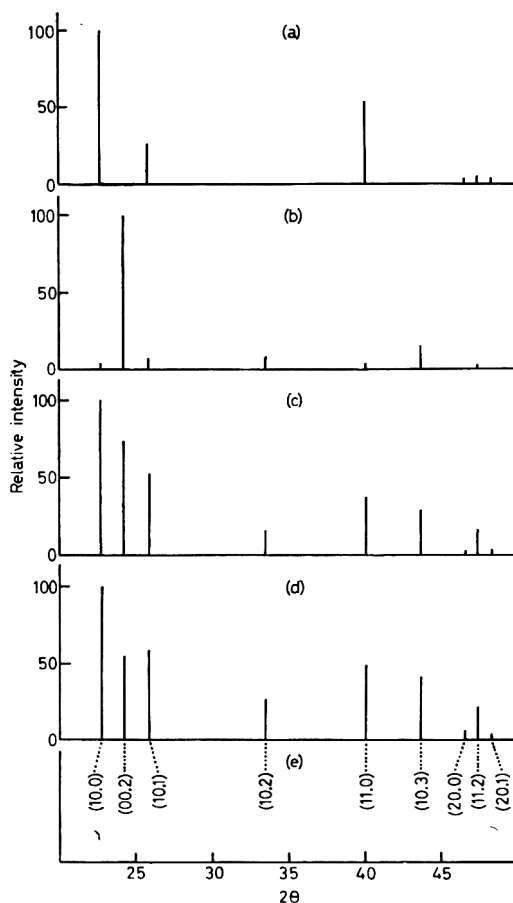 (a)
100
50
0
(b)
100
50
0
(c)
100
50
0
(d)
100
50
0
Relative intensity
(e)
(10.0)
(00.2)
(10.1)
(10.2)
(11.0)
(10.3)
(20.0)
(11.2)
(20.1)
25 30 35 40 45
2θ